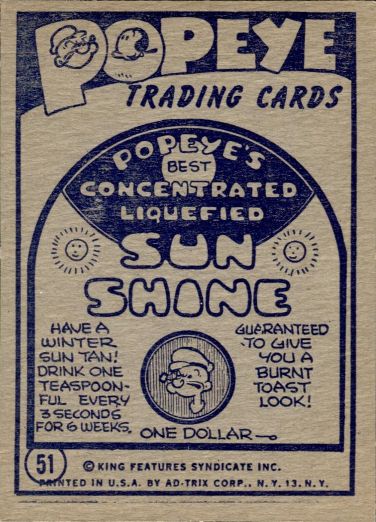 POPEYE
TRADING CARDS
POPEYE'S
BEST
CONCENTRATED
LIQUEFIED
SUN
SHINE
HAVE A
WINTER
SUN TAN!
DRINK ONE
TEASPOON-
FUL EVERY
3 SECONDS
FOR 6 WEEKS.
GUARANTEED
TO GIVE
YOU A
BURNT
TOAST
LOOK!
ONE DOLLAR
51
© KING FEATURES SYNDICATE INC.
PRINTED IN U.S.A. BY AD-TRIX CORP., N.Y. 13, N.Y.